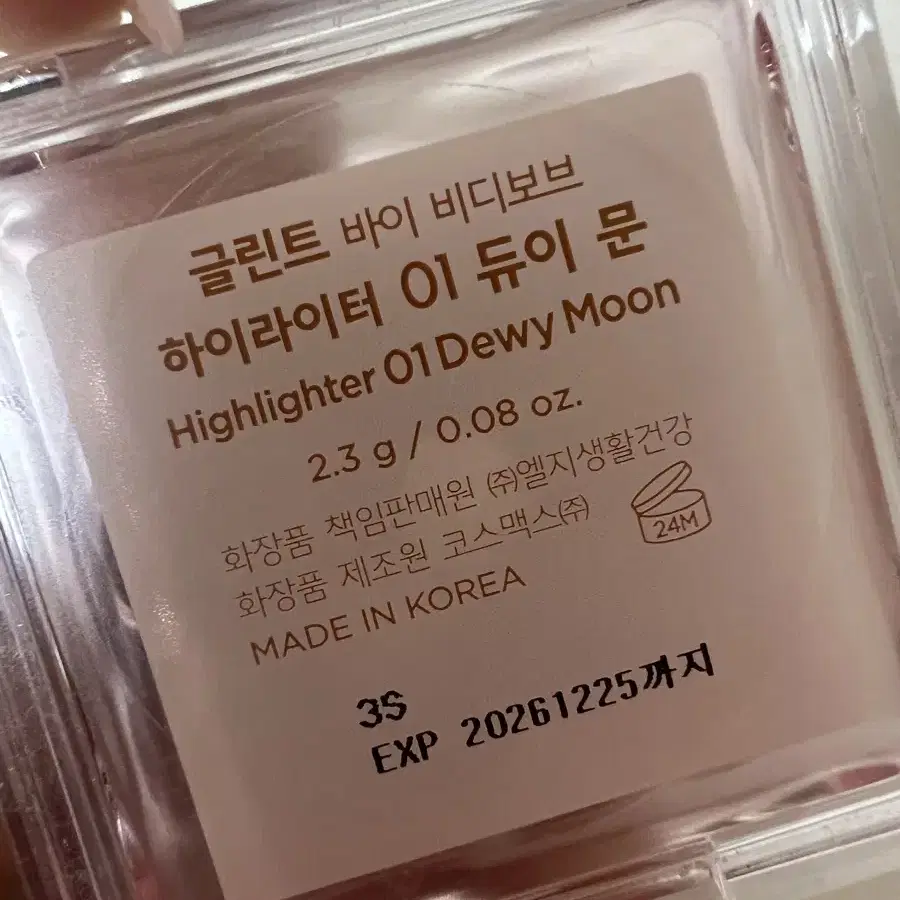 글린트 바이 비디보브
하이라이터 01 듀이 문
Highlighter 01 Dewy Moon
2.3 g / 0.08 oz.
화장품 책임판매원 ㈜엘지생활건강
화장품 제조원 코스맥스㈜
24M
MADE IN KOREA
3S
EXP 20261225까지